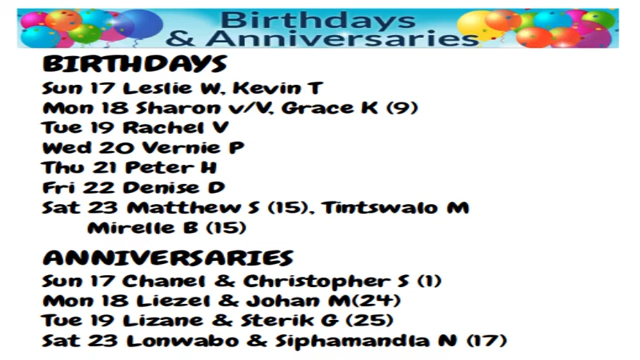 Birthdays
& Anniversaries
BIRTHDAYS
Sun 17 Leslie W, Kevin T
Mon 18 Sharon v/V, Grace K (9)
Tue 19 Rachel V
Wed 20 Vernie P
Thu 21 Peter H
Fri 22 Denise D
Sat 23 Matthew S (15), Tintswalo M
Mirelle B (15)
ANNIVERSARIES
Sun 17 Chanel & Christopher S (1)
Mon 18 Liezel & Johan M(24)
Tue 19 Lizane & Sterik G (25)
Sat 23 Lonwabo & Siphamandla N (17)